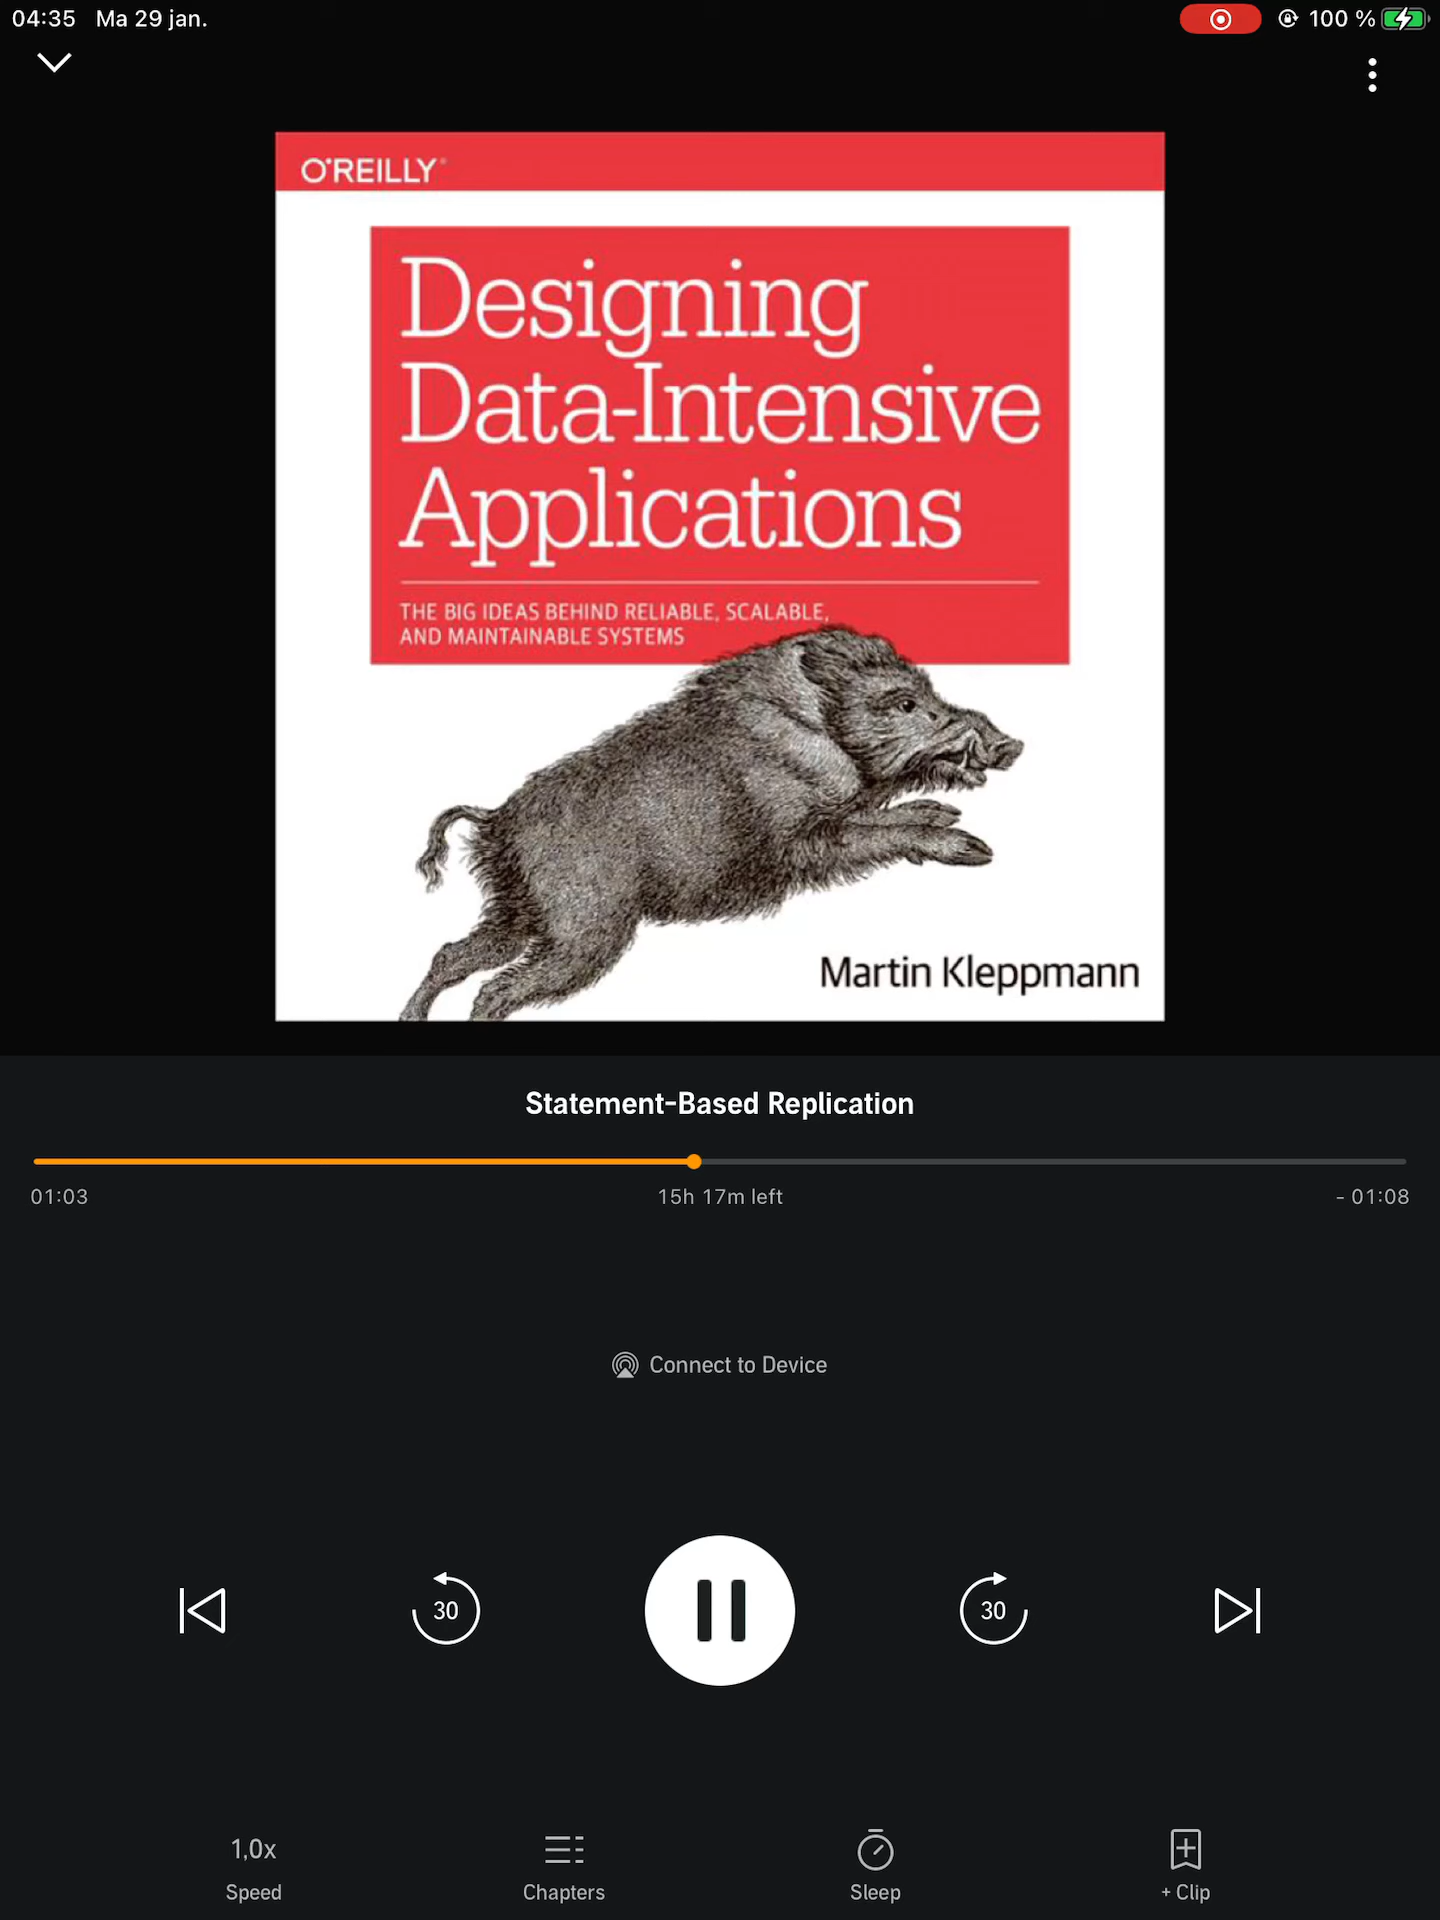 04:35 Ma 29 jan.
100 %
O'REILLY®
Designing
Data-Intensive
Applications
THE BIG IDEAS BEHIND RELIABLE, SCALABLE,
AND MAINTAINABLE SYSTEMS
Martin Kleppmann
Statement-Based Replication
01:03 15h 17m left - 01:08
Connect to Device
30 30
1,0x
Speed Chapters Sleep + Clip